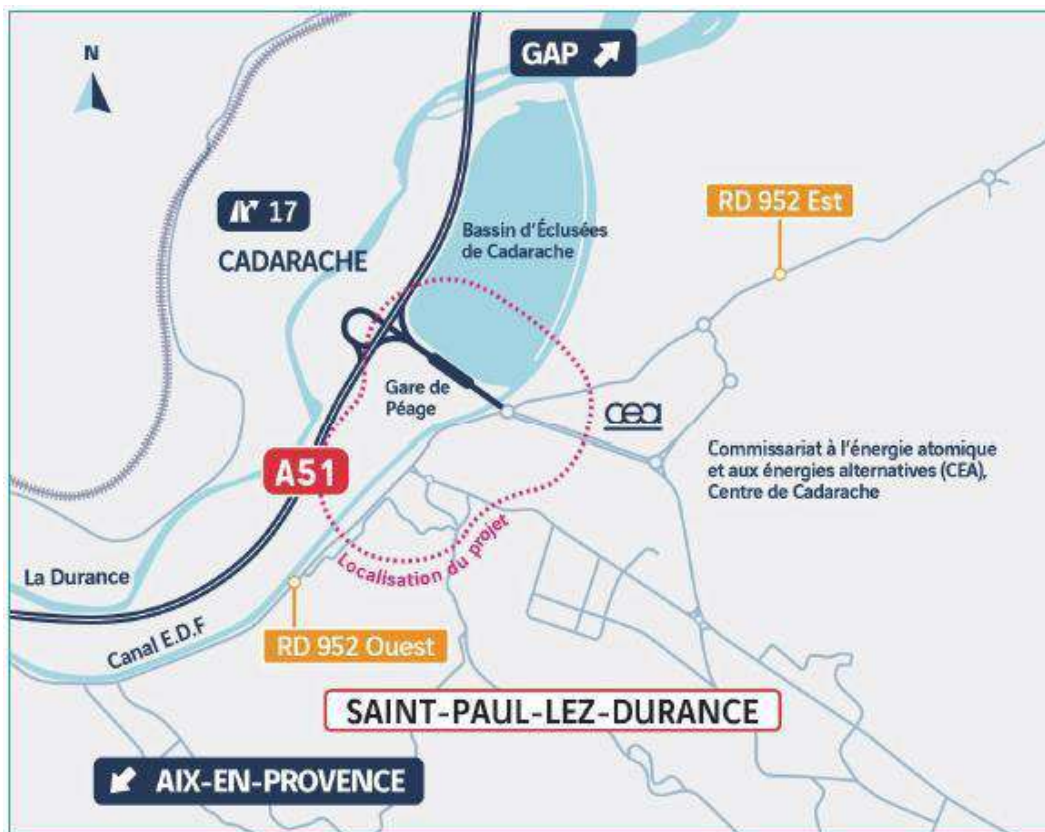 N
GAP
17
CADARACHE
Bassin d'Éclusées
de Cadarache
RD 952 Est
Gare de
Péage
cea
A51
Commissariat à l'énergie atomique
et aux énergies alternatives (CEA),
Centre de Cadarache
Localisation du projet
La Durance
Canal E.D.F
RD 952 Ouest
SAINT-PAUL-LEZ-DURANCE
AIX-EN-PROVENCE